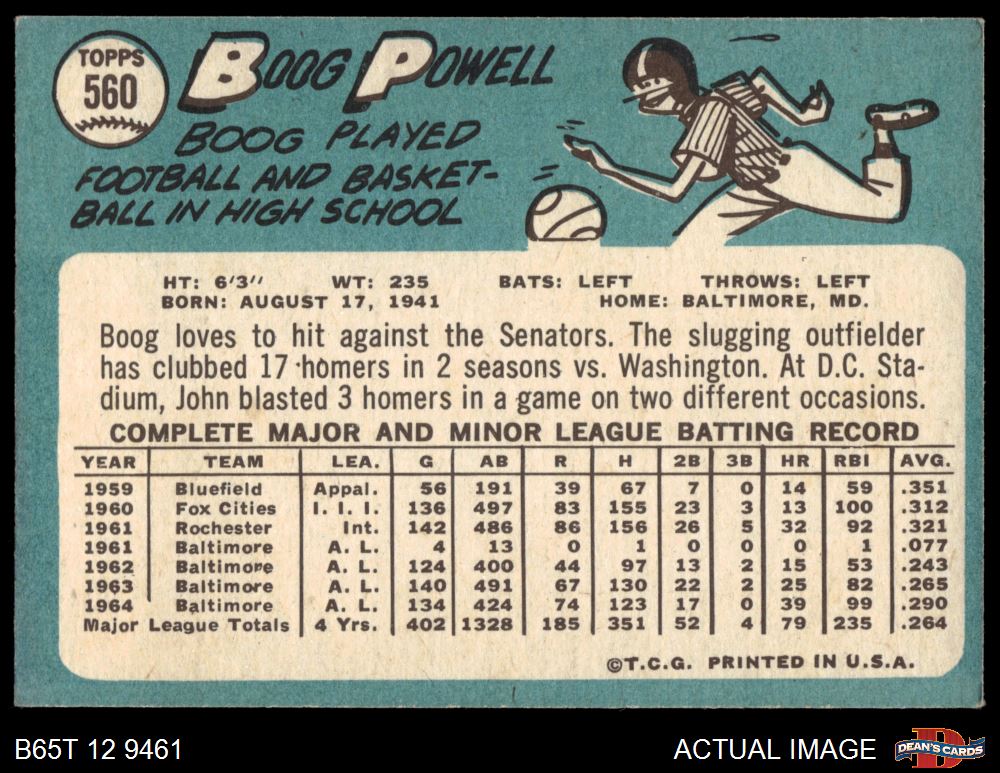 TOPPS
560
BOOG POWELL
BOOG PLAYED
FOOTBALL AND BASKET-
BALL IN HIGH SCHOOL
HT: 6'3" WT: 235 BATS: LEFT THROWS: LEFT
BORN: AUGUST 17, 1941 HOME: BALTIMORE, MD.
Boog loves to hit against the Senators. The slugging outfielder
has clubbed 17 homers in 2 seasons vs. Washington. At D.C. Sta-
dium, John blasted 3 homers in a game on two different occasions.
COMPLETE MAJOR AND MINOR LEAGUE BATTING RECORD
YEAR TEAM LEA. G AB R H 2B 3B HR RBI AVG.
1959 Bluefield Appal. 56 191 39 67 7 0 14 59 .351
1960 Fox Cities I. I. I. 136 497 83 155 23 3 13 100 .312
1961 Rochester Int. 142 486 86 156 26 5 32 92 .321
1961 Baltimore A. L. 4 13 0 1 0 0 0 1 .077
1962 Baltimore A. L. 124 400 44 97 13 2 15 53 .243
1963 Baltimore A. L. 140 491 67 130 22 2 25 82 .265
1964 Baltimore A. L. 134 424 74 123 17 0 39 99 .290
Major League Totals 4 Yrs. 402 1328 185 351 52 4 79 235 .264
©T.C.G. PRINTED IN U.S.A.
B65T 12 9461 ACTUAL IMAGE
D
DEAN'S CARDS